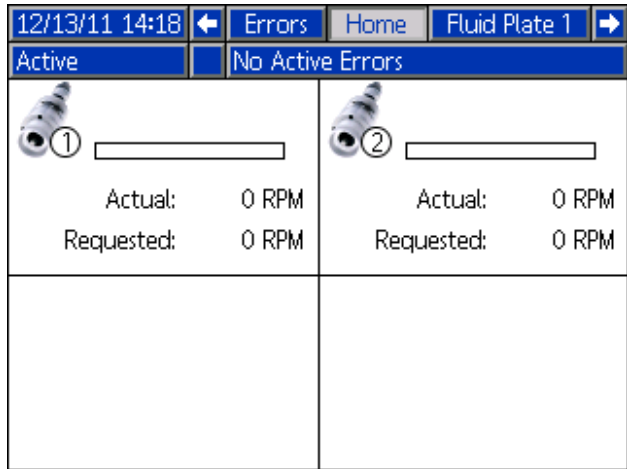 12/13/11 14:18 Errors Home Fluid Plate 1
Active No Active Errors
1 2
Actual: 0 RPM Actual: 0 RPM
Requested: 0 RPM Requested: 0 RPM